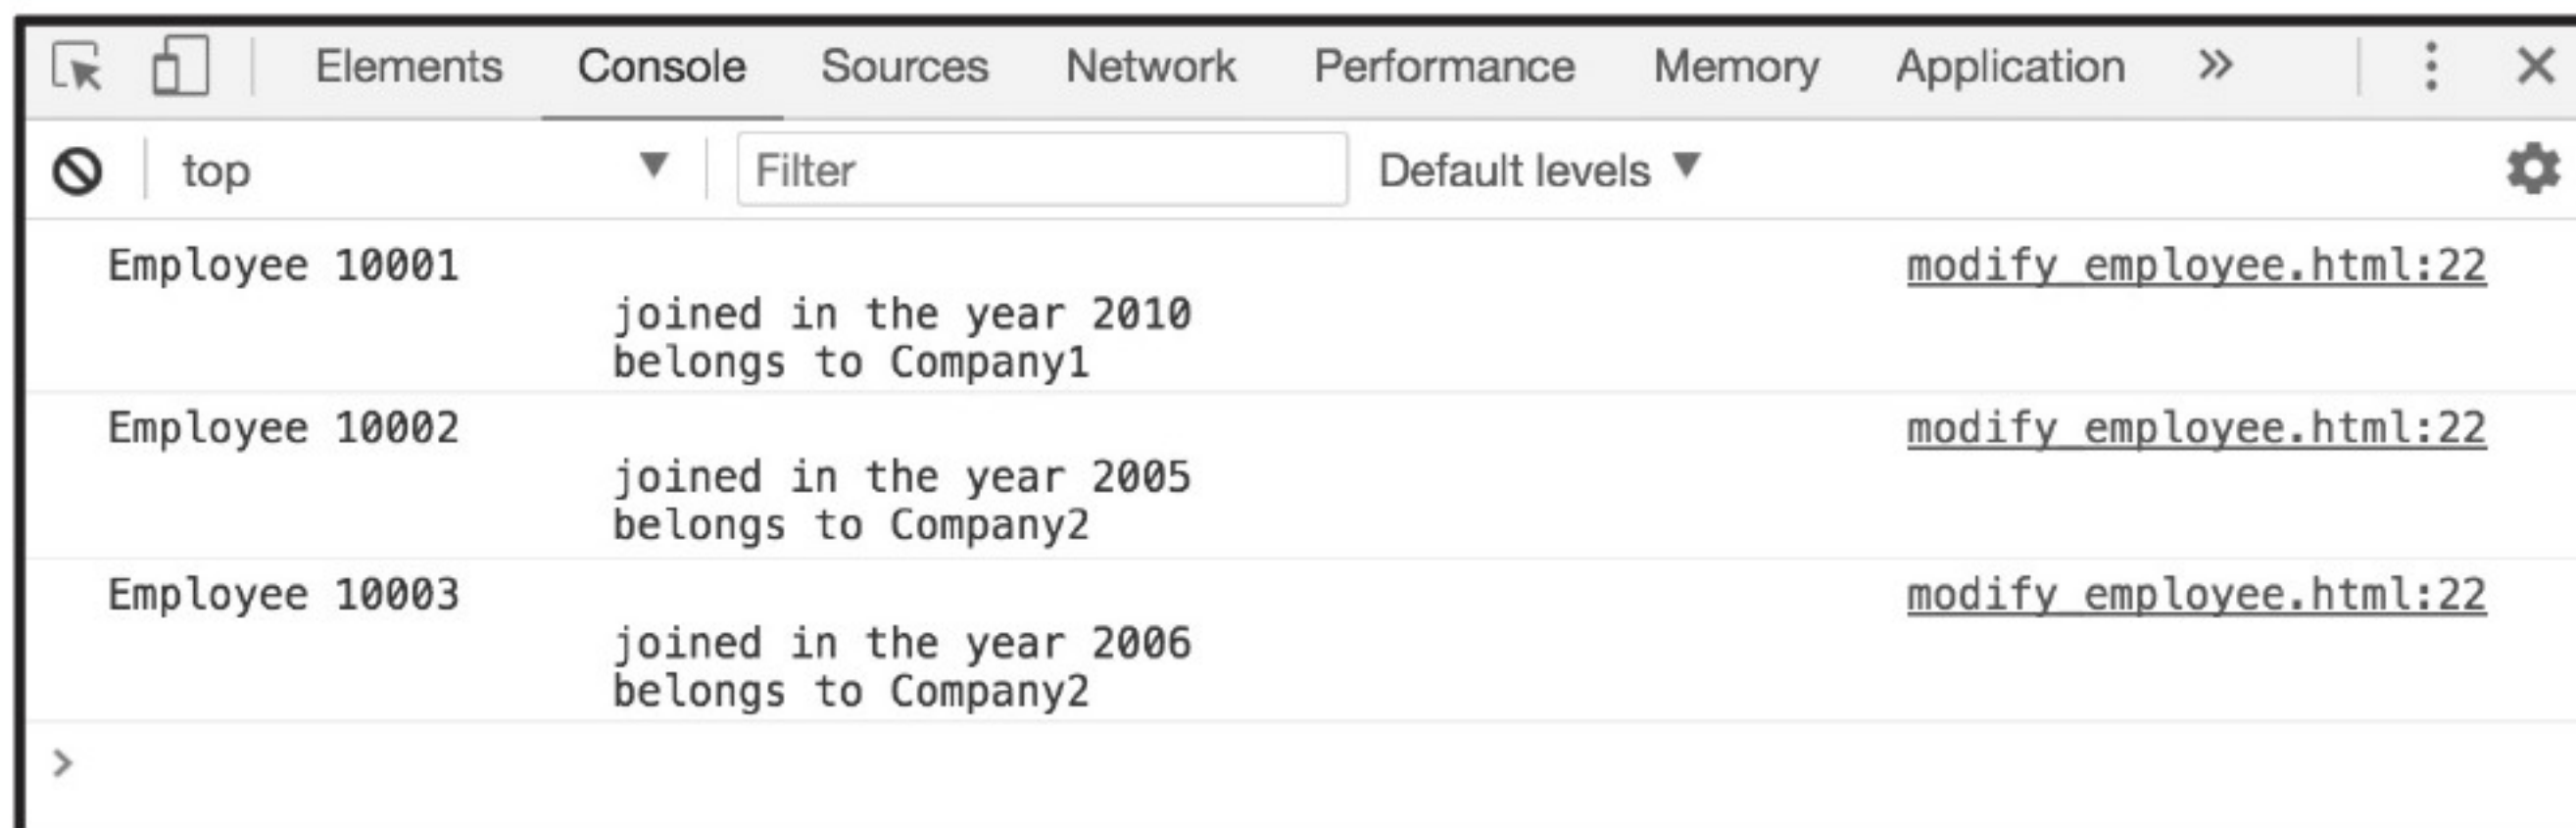 Elements Console Sources Network Performance Memory Application
top Filter Default levels
Employee 10001 modify_employee.html:22
joined in the year 2010
belongs to Company1
Employee 10002 modify_employee.html:22
joined in the year 2005
belongs to Company2
Employee 10003 modify_employee.html:22
joined in the year 2006
belongs to Company2
>